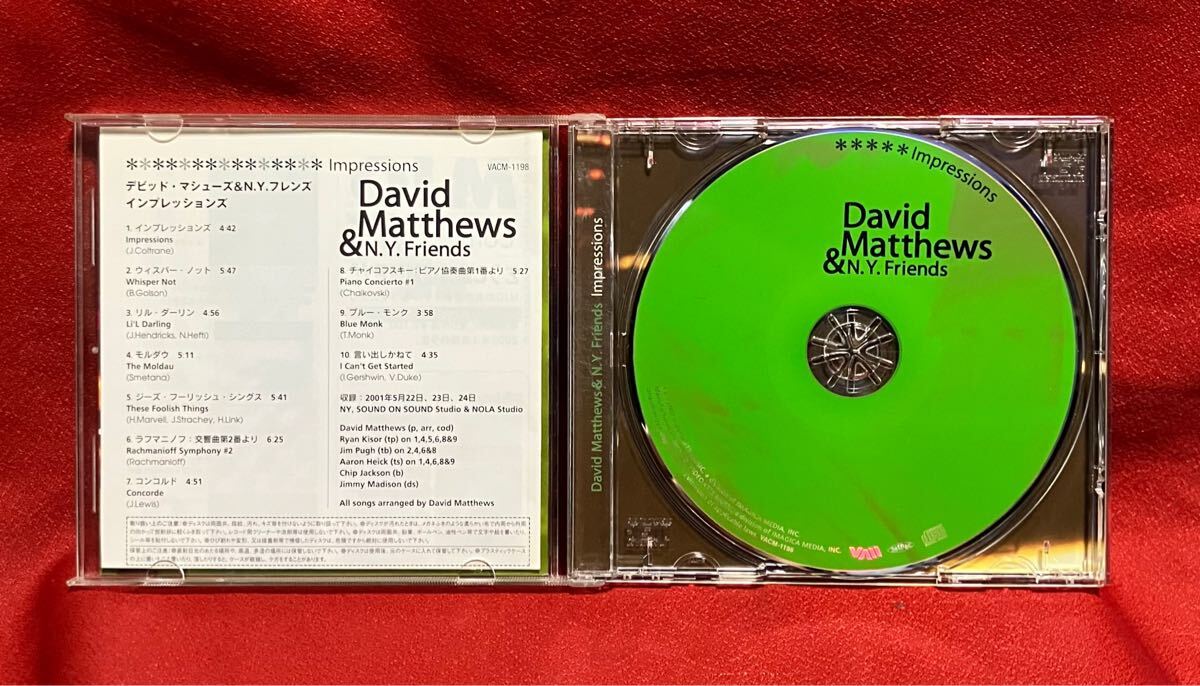 ************** Impressions
VACM-1198
デビッド・マシューズ&N.Y.フレンズ
インプレッションズ
David
Matthews
&N.Y. Friends
1. インプレッションズ 4:42
Impressions
(J.Coltrane)
2. ウィスパー・ノット 5:47
Whisper Not
(B.Golson)
3. リル・ダーリン 4:56
Li'L Darling
(J.Hendricks, N.Hefti)
4. モルダウ 5:11
The Moldau
(Smetana)
5. ジーズ・フーリッシュ・シングス 5:41
These Foolish Things
(H.Marvell, J.Strachey, H.Link)
6. ラフマニノフ:交響曲第2番より 6:25
Rachmanioff Symphony #2
(Rachmanioff)
7. コンコルド 4:51
Concorde
(J.Lewis)
8. チャイコフスキー:ピアノ協奏曲第1番より 5:27
Piano Concierto #1
(Chaikovski)
9. ブルー・モンク 3:58
Blue Monk
(T.Monk)
10. 言い出しかねて 4:35
I Can't Get Started
(I.Gershwin, V.Duke)
収録:2001年5月22日、23日、24日
NY, SOUND ON SOUND Studio & NOLA Studio
David Matthews (p, arr, cod)
Ryan Kisor (tp) on 1,4,5,6,8&9
Jim Pugh (tb) on 2,4,6&8
Aaron Heick (ts) on 1,4,6,8&9
Chip Jackson (b)
Jimmy Madison (ds)
All songs arranged by David Matthews
David Matthews & N.Y. Friends Impressions
*****Impressions
David
Matthews
&N.Y. Friends
IMAGICA MEDIA, INC.
a division of IMAGICA MEDIA, INC.
applicable laws. VACM-1198